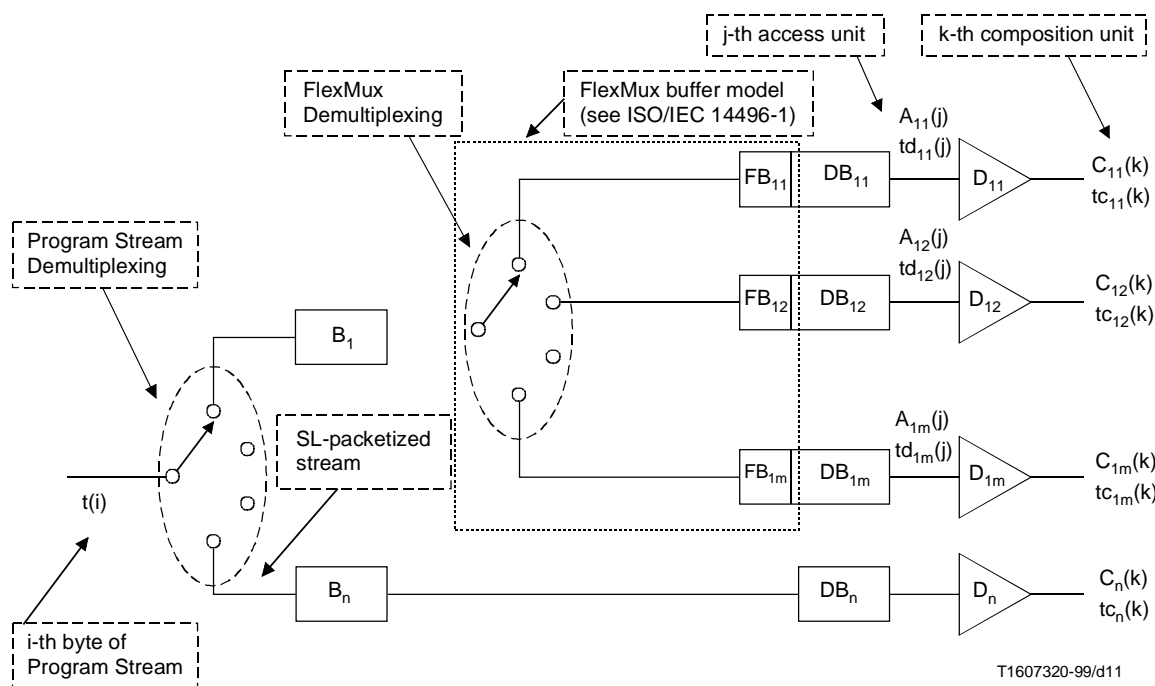 j-th access unit
k-th composition unit
FlexMux
Demultiplexing
FlexMux buffer model
(see ISO/IEC 14496-1)
A11(j)
td11(j)
FB11
DB11
D11
C11(k)
tc11(k)
Program Stream
Demultiplexing
A12(j)
td12(j)
FB12
DB12
D12
C12(k)
tc12(k)
B1
SL-packetized
stream
A1m(j)
td1m(j)
FB1m
DB1m
D1m
C1m(k)
tc1m(k)
t(i)
Bn
DBn
Dn
Cn(k)
tcn(k)
i-th byte of
Program Stream
T1607320-99/d11